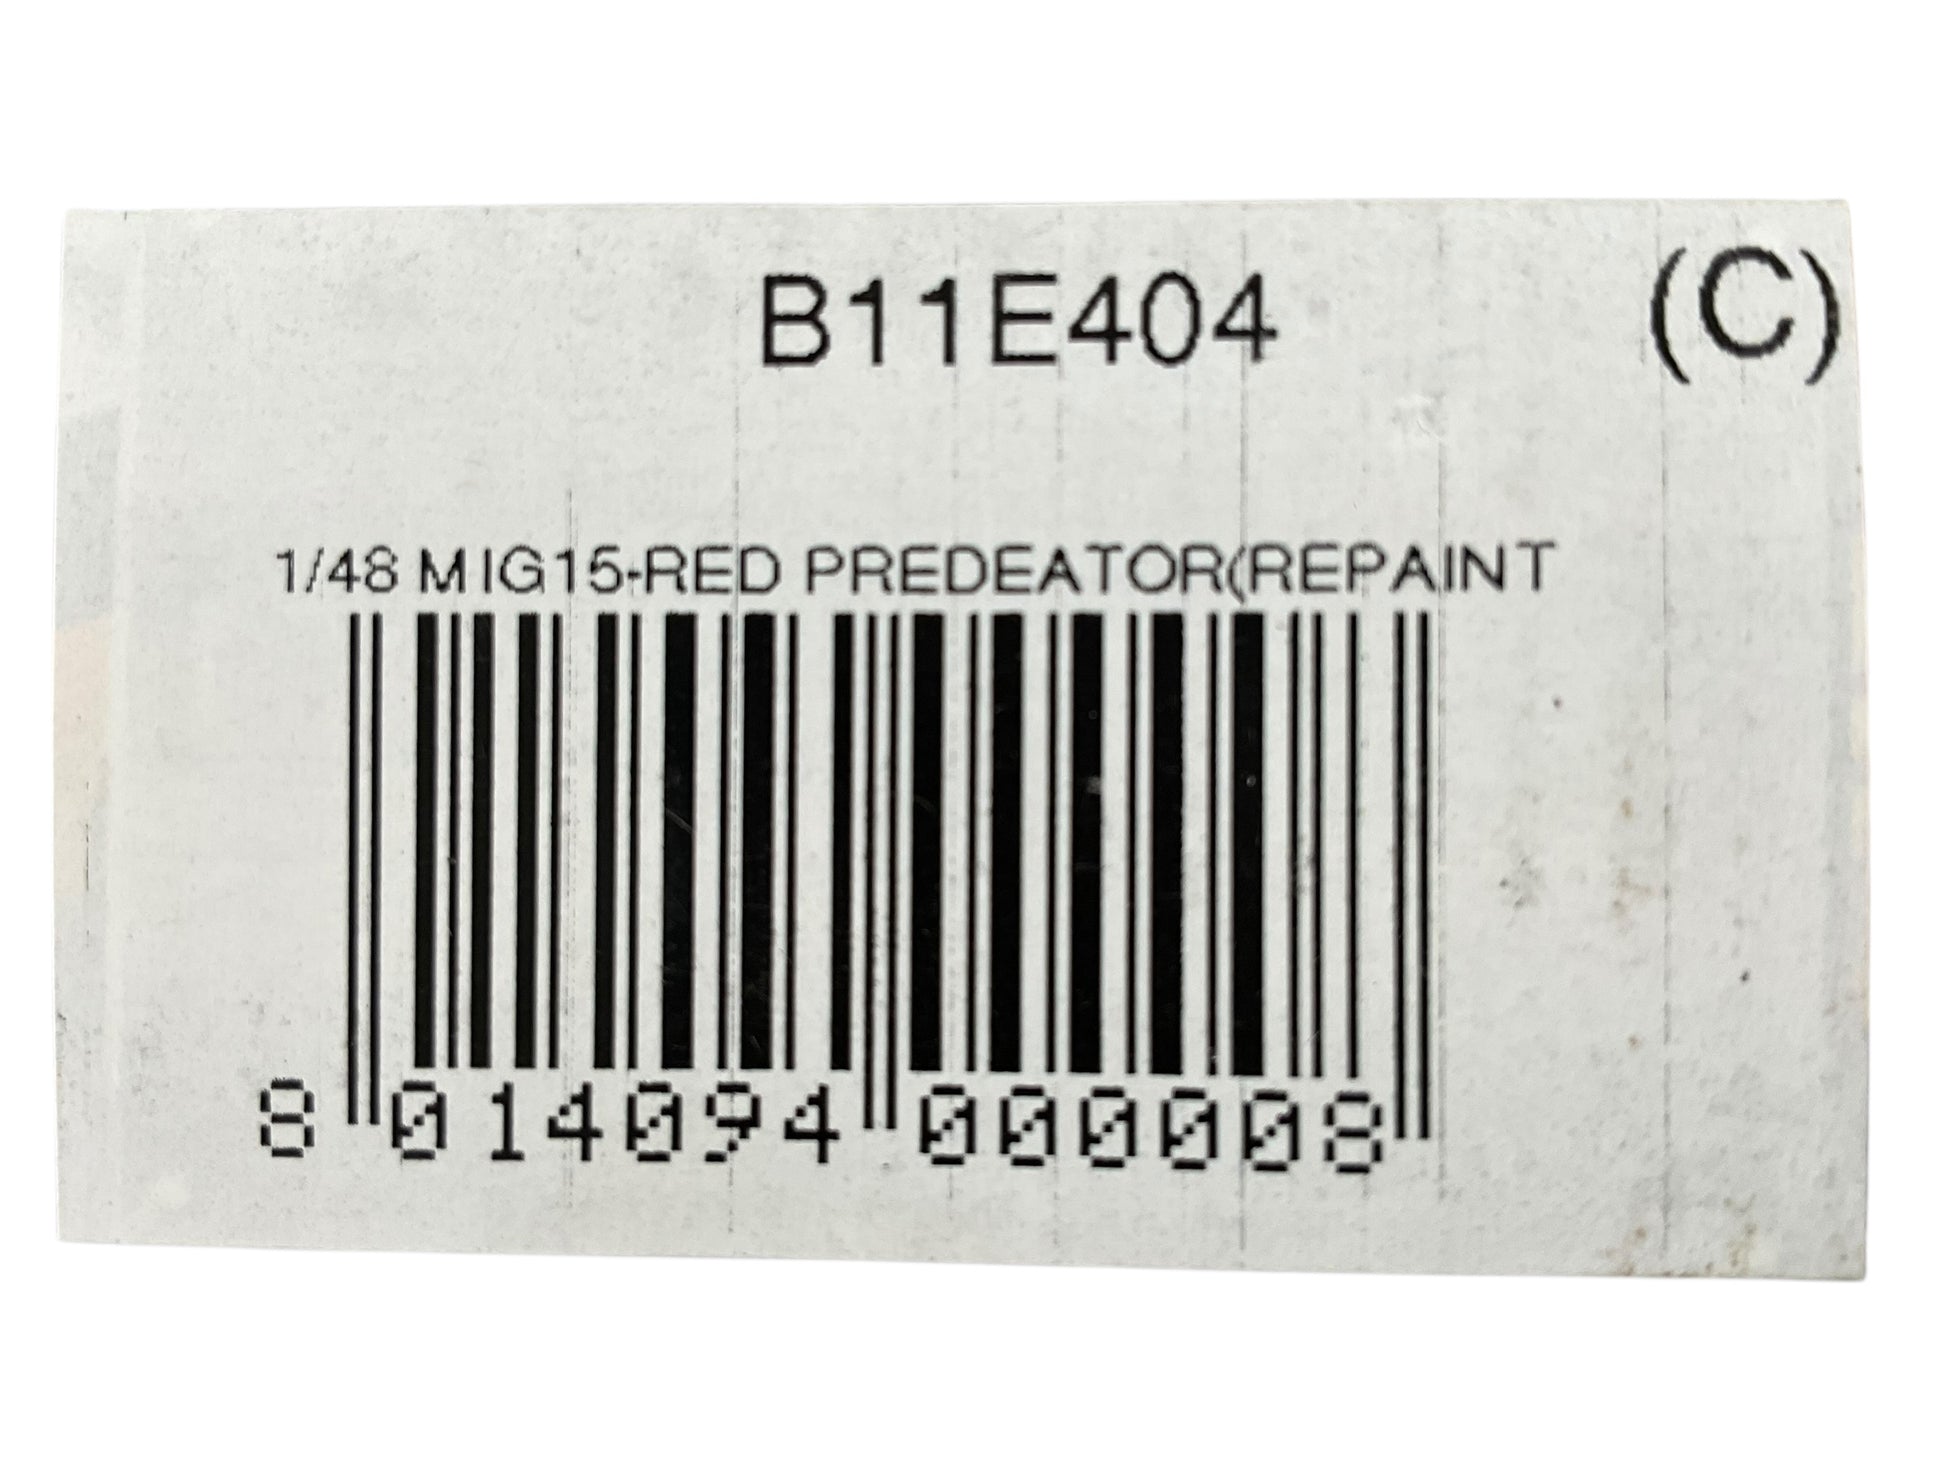 B11E404 (C)
1/48 MIG15-RED PREDEATOR(REPAINT
8 014094 000008